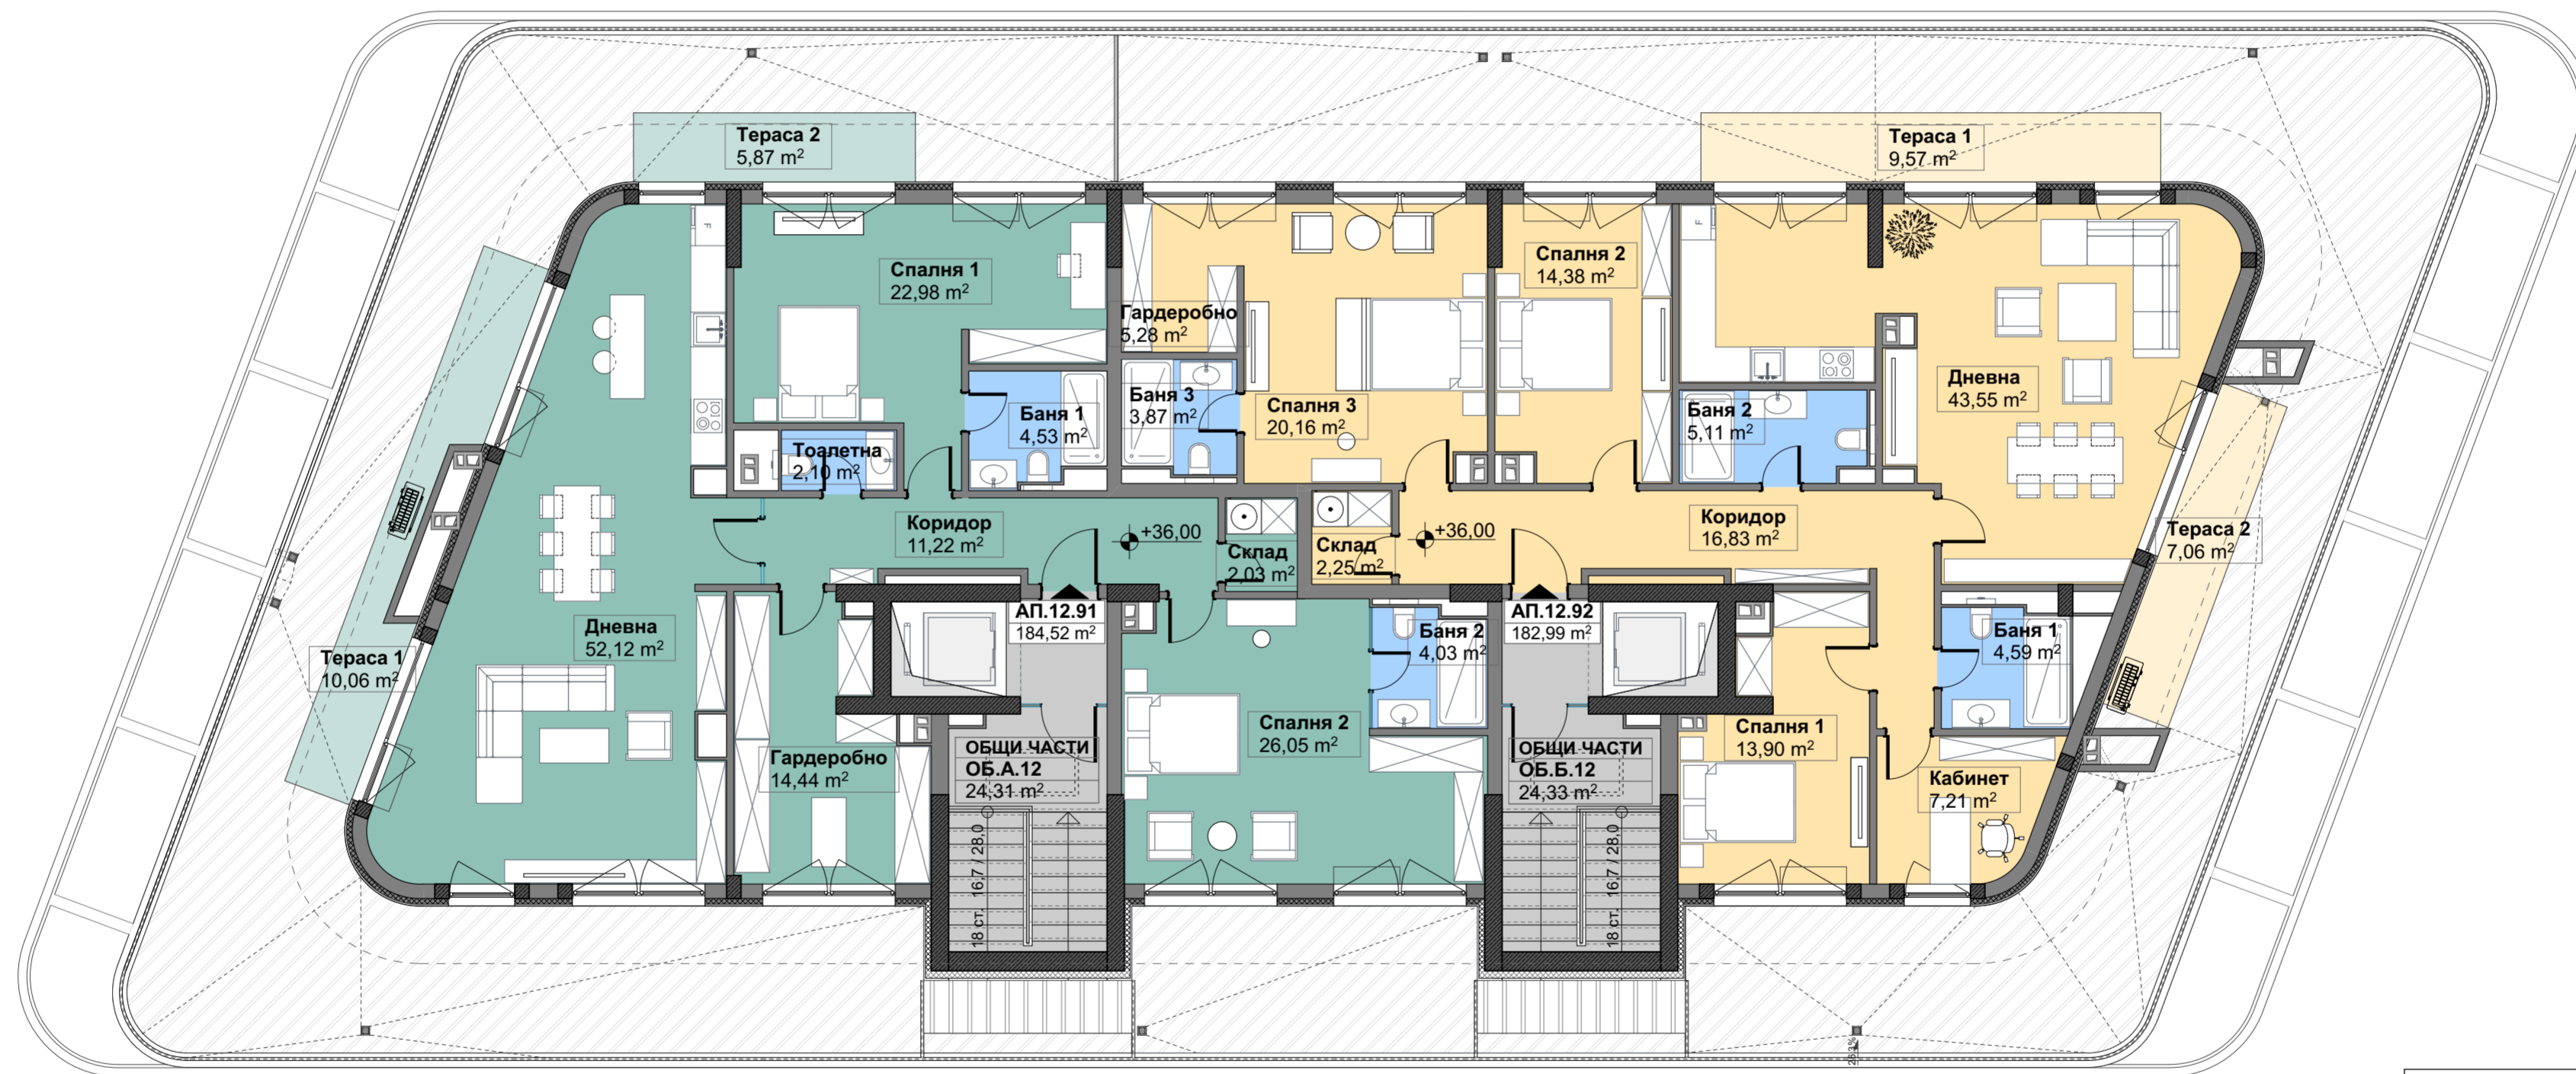 Тераса 2
5,87 m²
Тераса 1
9,57 m²
F
F
Спалня 1
22,98 m²
Спалня 2
14,38 m²
Гардеробно
5,28 m²
Баня 3
3,87 m²
Спалня 3
20,16 m²
Баня 1
4,53 m²
Тоалетна
2,10 m²
Баня 2
5,11 m²
Дневна
43,55 m²
Коридор
11,22 m²
+36,00
Склад
2,03 m²
Склад
2,25 m²
+36,00
Коридор
16,83 m²
Тераса 2
7,06 m²
АП.12.91
184,52 m²
АП.12.92
182,99 m²
Дневна
52,12 m²
Тераса 1
10,06 m²
Баня 2
4,03 m²
Баня 1
4,59 m²
Гардеробно
14,44 m²
ОБЩИ ЧАСТИ
ОБ.А.12
24,31 m²
Спалня 2
26,05 m²
ОБЩИ ЧАСТИ
ОБ.Б.12
24,33 m²
Спалня 1
13,90 m²
Кабинет
7,21 m²
18 ст. 16,7 / 28,0
18 ст. 16,7 / 28,0